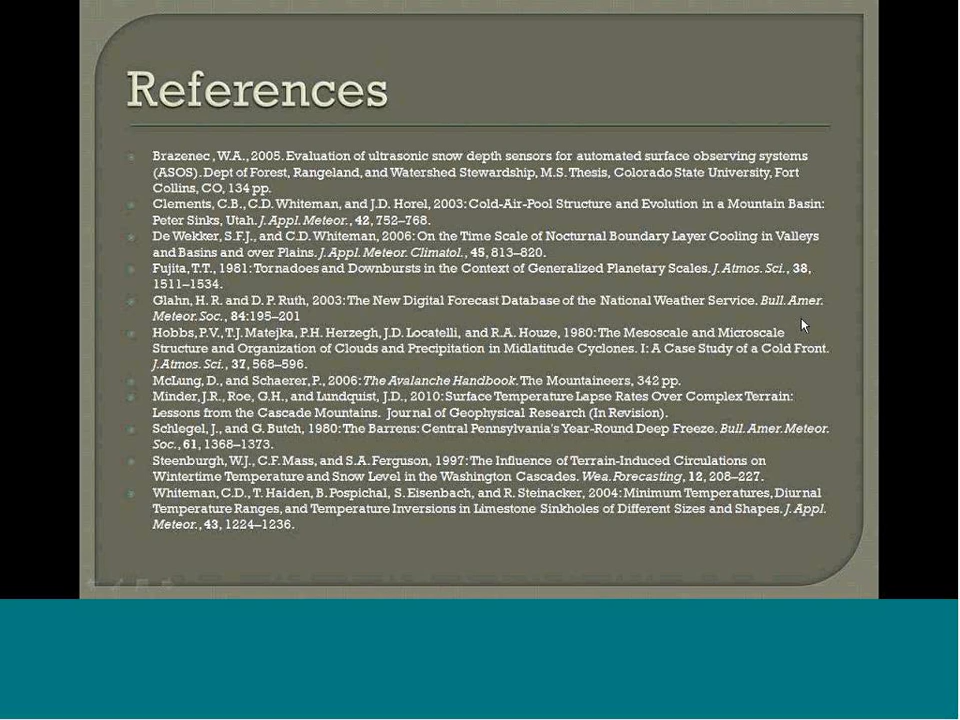 References
Brazenec , W.A., 2005. Evaluation of ultrasonic snow depth sensors for automated surface observing systems
(ASOS). Dept of Forest, Rangeland, and Watershed Stewardship, M.S. Thesis, Colorado State University, Fort
Collins, CO, 134 pp.
Clements, C.B., C.D. Whiteman, and J.D. Horel, 2003: Cold-Air-Pool Structure and Evolution in a Mountain Basin:
Peter Sinks, Utah. J. Appl. Meteor., 42, 752–768.
De Wekker, S.F.J., and C.D. Whiteman, 2006: On the Time Scale of Nocturnal Boundary Layer Cooling in Valleys
and Basins and over Plains. J. Appl. Meteor. Climatol., 45, 813–820.
Fujita, T.T., 1981: Tornadoes and Downbursts in the Context of Generalized Planetary Scales. J. Atmos. Sci., 38,
1511–1534.
Glahn, H. R. and D. P. Ruth, 2003: The New Digital Forecast Database of the National Weather Service. Bull. Amer.
Meteor. Soc., 84:195–201
Hobbs, P.V., T.J. Matejka, P.H. Herzegh, J.D. Locatelli, and R.A. Houze, 1980: The Mesoscale and Microscale
Structure and Organization of Clouds and Precipitation in Midlatitude Cyclones. I: A Case Study of a Cold Front.
J. Atmos. Sci., 37, 568–596.
McLung, D., and Schaerer, P., 2006: The Avalanche Handbook. The Mountaineers, 342 pp.
Minder, J.R., Roe, G.H., and Lundquist, J.D., 2010: Surface Temperature Lapse Rates Over Complex Terrain:
Lessons from the Cascade Mountains. Journal of Geophysical Research (In Revision).
Schlegel, J., and G. Butch, 1980: The Barrens: Central Pennsylvania's Year-Round Deep Freeze. Bull. Amer. Meteor.
Soc., 61, 1368–1373.
Steenburgh, W.J., C.F. Mass, and S.A. Ferguson, 1997: The Influence of Terrain-Induced Circulations on
Wintertime Temperature and Snow Level in the Washington Cascades. Wea. Forecasting, 12, 208–227.
Whiteman, C.D., T. Haiden, B. Pospichal, S. Eisenbach, and R. Steinacker, 2004: Minimum Temperatures, Diurnal
Temperature Ranges, and Temperature Inversions in Limestone Sinkholes of Different Sizes and Shapes. J. Appl.
Meteor., 43, 1224–1236.